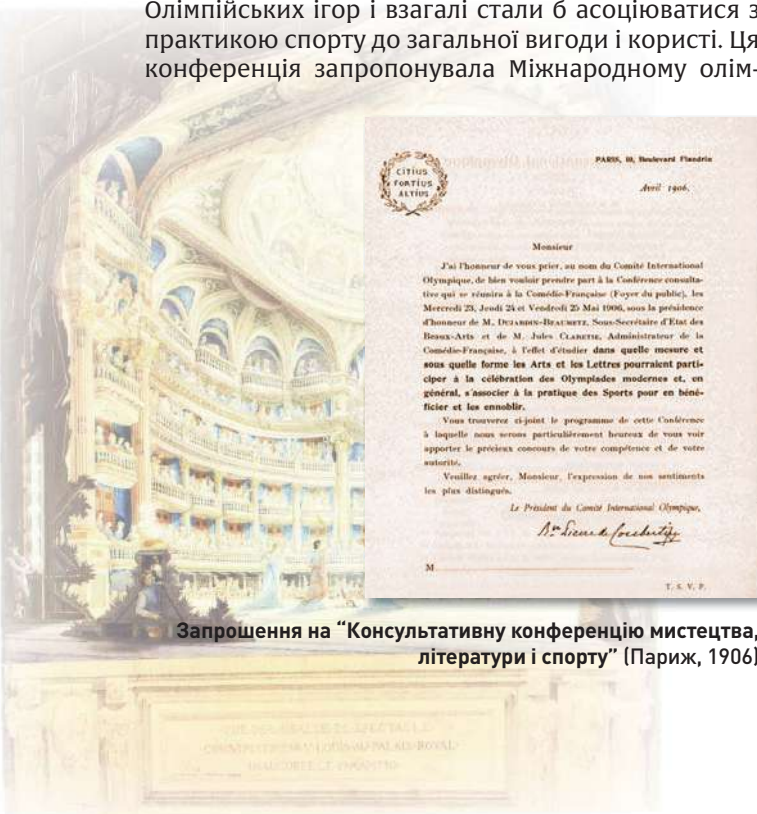 Олімпійських ігор і взагалі стали б асоціюватися з
практикою спорту до загальної вигоди і користі. Ця
конференція запропонувала Міжнародному олім-
CITIUS
FORTIUS
ALTIUS
PARIS, 10, Boulevard Flandrin
Avril 1906.
Monsieur
J'ai l'honneur de vous prier, au nom du Comité International
Olympique, de bien vouloir prendre part à la Conférence consulta-
tive qui se réunira à la Comédie-Française (Foyer du public), les
Mercredi 23, Jeudi 24 et Vendredi 25 Mai 1906, sous la présidence
d'honneur de M. DUJARDIN-BEAUMETZ, Sous-Secrétaire d'Etat des
Beaux-Arts et de M. Jules CLARETIE, Administrateur de la
Comédie-Française, à l'effet d'étudier dans quelle mesure et
sous quelle forme les Arts et les Lettres pourraient parti-
ciper à la célébration des Olympiades modernes et, en
général, s'associer à la pratique des Sports pour en béné-
ficier et les ennoblir.
Vous trouverez ci-joint le programme de cette Conférence
à laquelle nous serons particulièrement heureux de vous voir
apporter le précieux concours de votre compétence et de votre
autorité.
Veuillez agréer, Monsieur, l'expression de nos sentiments
les plus distingués.
Le Président du Comité International Olympique,
Bon Pierre de Coubertin
M
T. S. V. P.
Запрошення на “Консультативну конференцію мистецтва,
літератури і спорту” (Париж, 1906)